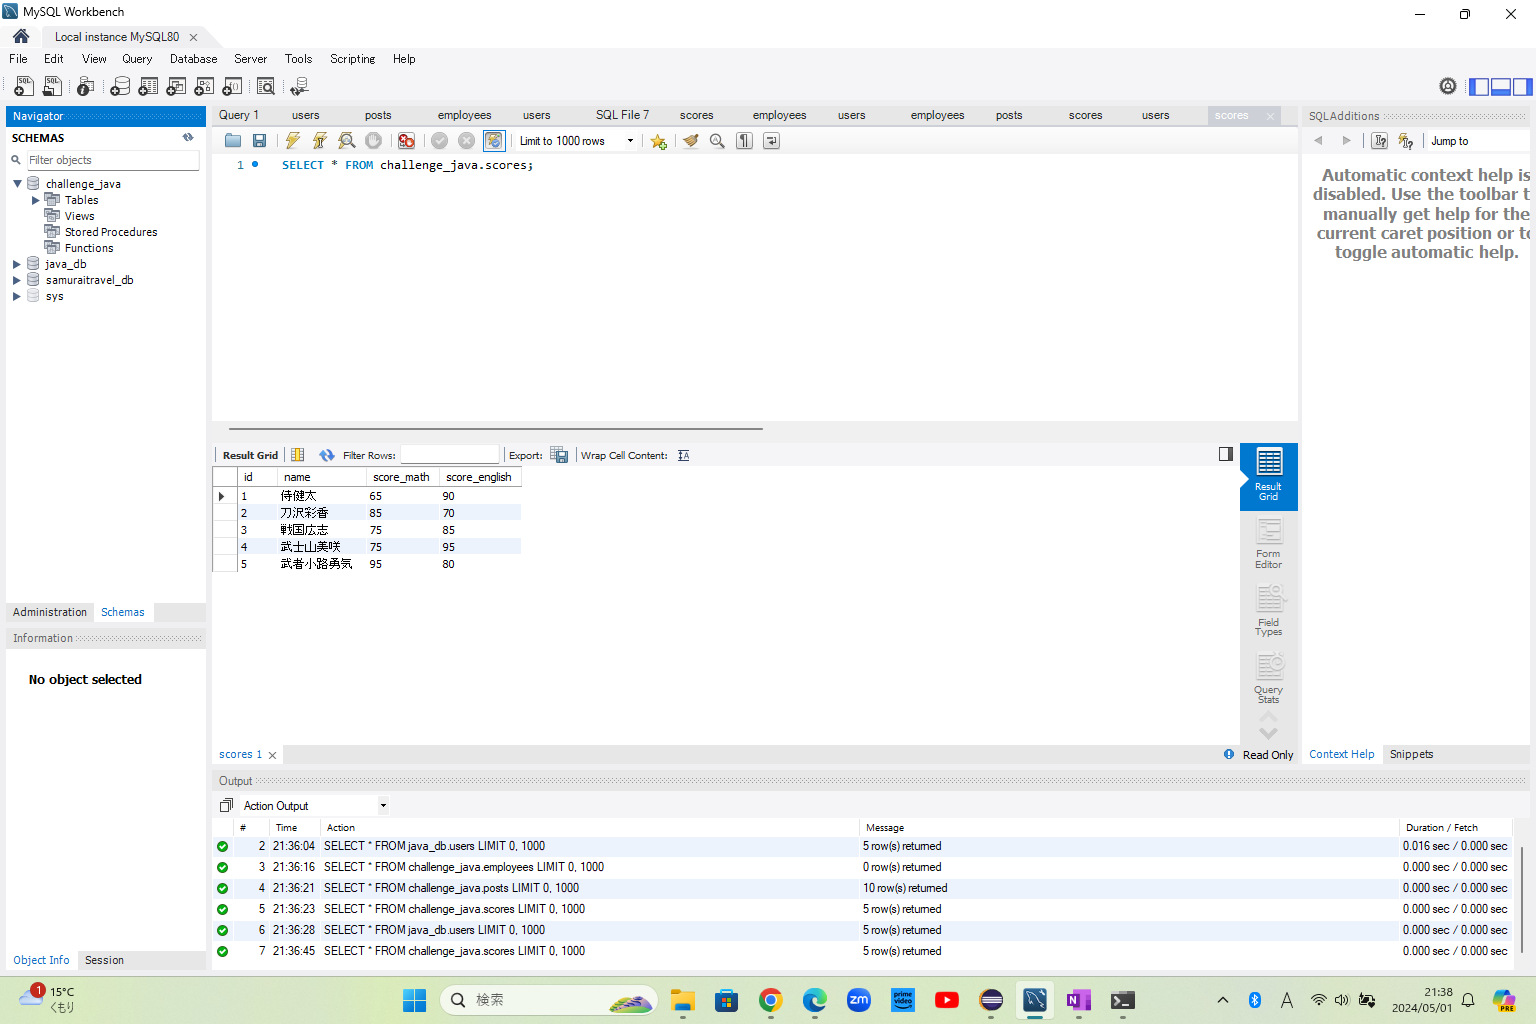 MySQL Workbench
Local instance MySQL80
File Edit View Query Database Server Tools Scripting Help
Navigator
SCHEMAS
Filter objects
challenge_java
Tables
Views
Stored Procedures
Functions
java_db
samuraitravel_db
sys
Administration Schemas
Information
No object selected
Object Info Session
Query 1 users posts employees users SQL File 7 scores employees users employees posts scores users scores
Limit to 1000 rows
1 SELECT * FROM challenge_java.scores;
Result Grid Filter Rows: Export: Wrap Cell Content:
id name score_math score_english
1 侍健太 65 90
2 刀沢彩香 85 70
3 戦国広志 75 85
4 武士山美咲 75 95
5 武者小路勇気 95 80
Result Grid
Form Editor
Field Types
Query Stats
scores 1
Read Only
SQLAdditions
Jump to
Automatic context help is
disabled. Use the toolbar t
manually get help for the
current caret position or to
toggle automatic help.
Context Help Snippets
Output
Action Output
# Time Action Message Duration / Fetch
2 21:36:04 SELECT * FROM java_db.users LIMIT 0, 1000 5 row(s) returned 0.016 sec / 0.000 sec
3 21:36:16 SELECT * FROM challenge_java.employees LIMIT 0, 1000 0 row(s) returned 0.000 sec / 0.000 sec
4 21:36:21 SELECT * FROM challenge_java.posts LIMIT 0, 1000 10 row(s) returned 0.000 sec / 0.000 sec
5 21:36:23 SELECT * FROM challenge_java.scores LIMIT 0, 1000 5 row(s) returned 0.000 sec / 0.000 sec
6 21:36:28 SELECT * FROM java_db.users LIMIT 0, 1000 5 row(s) returned 0.000 sec / 0.000 sec
7 21:36:45 SELECT * FROM challenge_java.scores LIMIT 0, 1000 5 row(s) returned 0.000 sec / 0.000 sec
1
15°C
くもり
検索
zm
prime video
N
A
21:38
2024/05/01
PRE